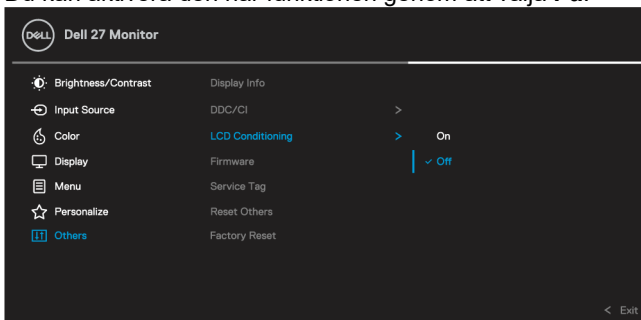 DELL Dell 27 Monitor
Brightness/Contrast Display Info
Input Source DDC/CI >
Color LCD Conditioning > On
Display Firmware ✓ Off
Menu Service Tag
Personalize Reset Others
Others Factory Reset
< Exit